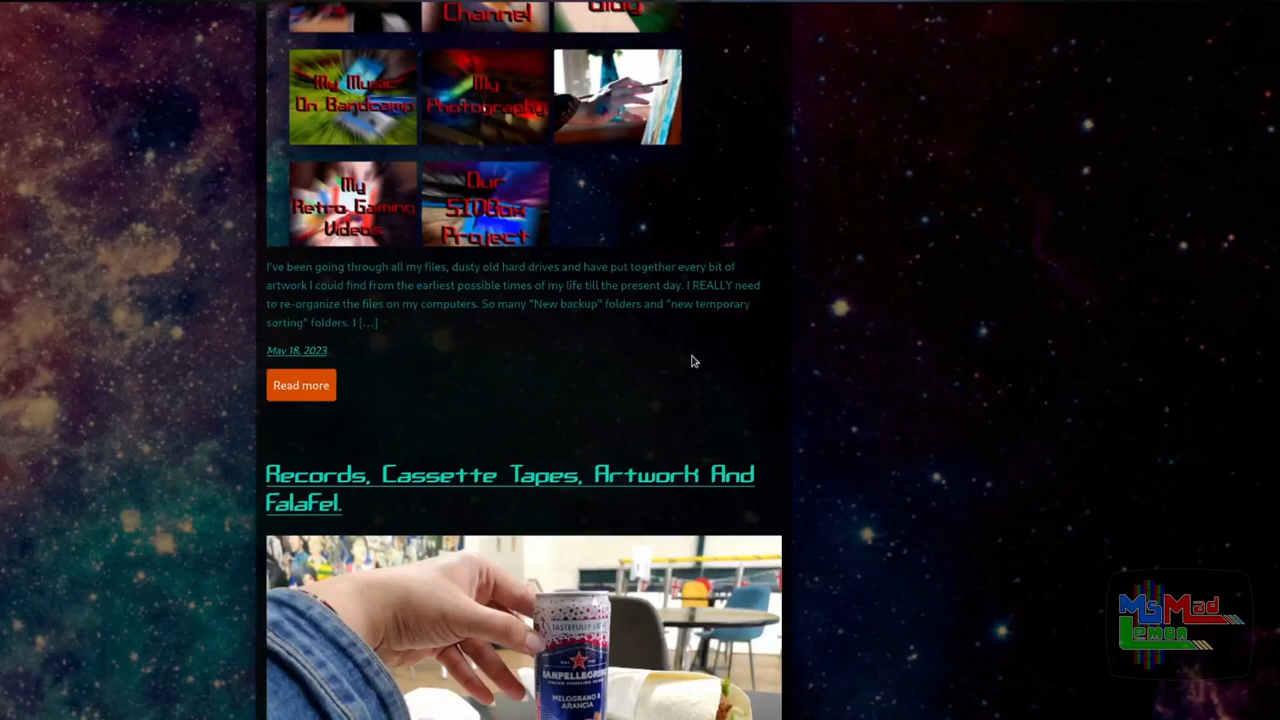 Channel
Blog
My Music
On Bandcamp
My
Photography
My
Retro Gaming
Videos
Our
SIDBox
Project
I've been going through all my files, dusty old hard drives and have put together every bit of
artwork I could find from the earliest possible times of my life till the present day. I REALLY need
to re-organize the files on my computers. So many "New backup" folders and "new temporary
sorting" folders. I [...]
May 18, 2023
Read more
Records, Cassette Tapes, Artwork And
Falafel.
TASTEFULLY LIGHT
SANPELLEGRINO
MELOGRANO &
ARANCIA
MsMad
Lemon